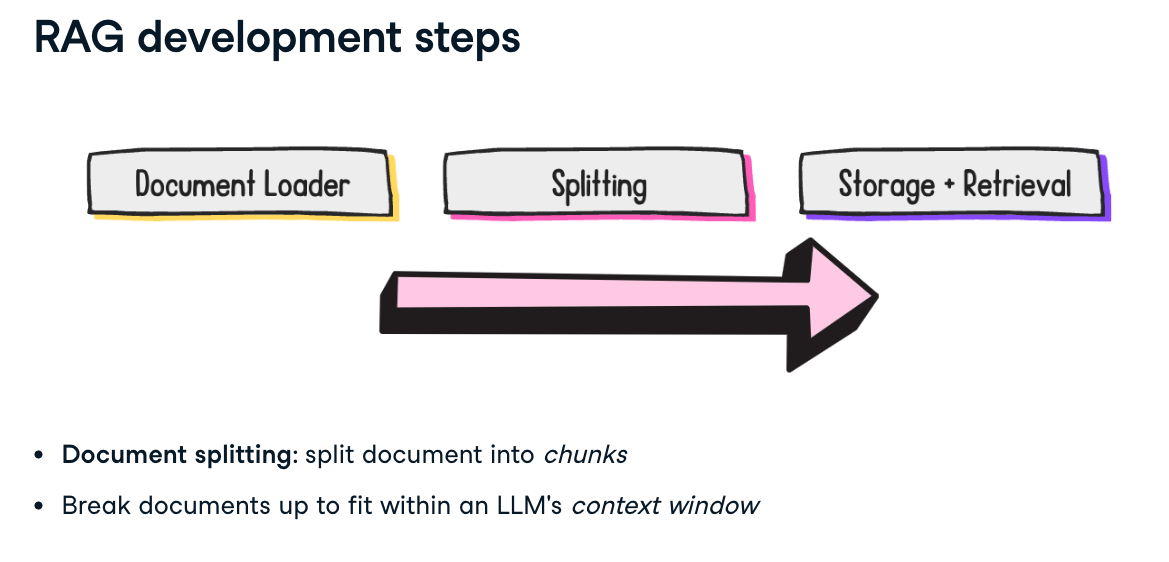 RAG development steps
Document Loader
Splitting
Storage + Retrieval
• Document splitting: split document into chunks
• Break documents up to fit within an LLM's context window